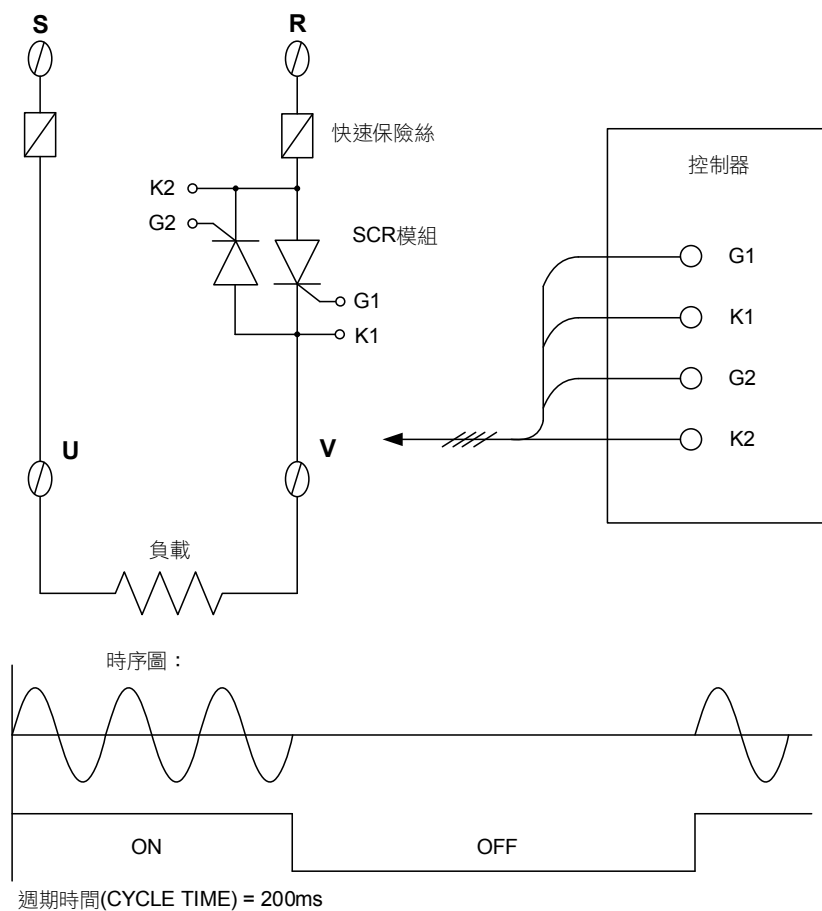 S
R
快速保險絲
控制器
K2
G2
SCR模組
G1
K1
G1
K1
G2
K2
U
V
負載
時序圖：
ON
OFF
週期時間(CYCLE TIME) = 200ms